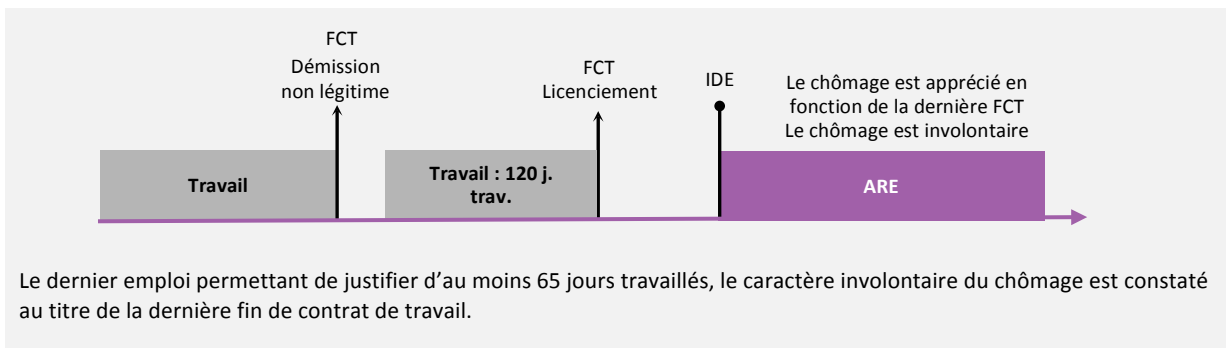 FCT
Démission
non légitime
FCT
Licenciement
IDE
Le chômage est apprécié en
fonction de la dernière FCT
Le chômage est involontaire
Travail
Travail : 120 j.
trav.
ARE
Le dernier emploi permettant de justifier d’au moins 65 jours travaillés, le caractère involontaire du chômage est constaté
au titre de la dernière fin de contrat de travail.